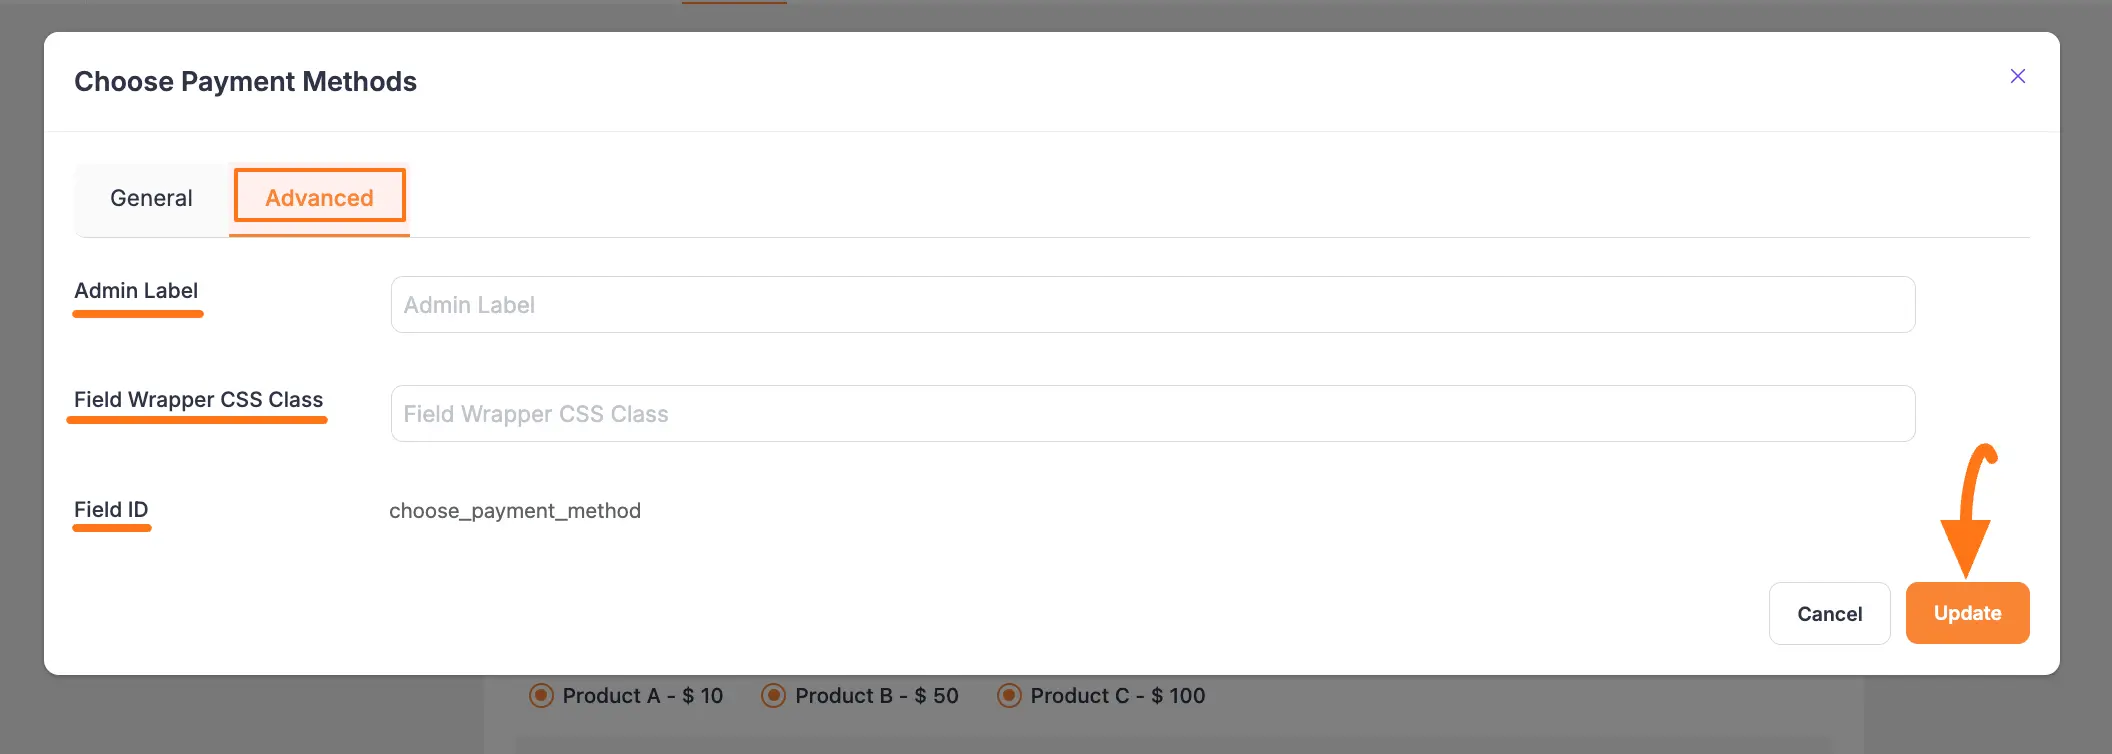 Choose Payment Methods
General Advanced
Admin Label Admin Label
Field Wrapper CSS Class Field Wrapper CSS Class
Field ID choose_payment_method
Cancel Update
Product A - $ 10 Product B - $ 50 Product C - $ 100